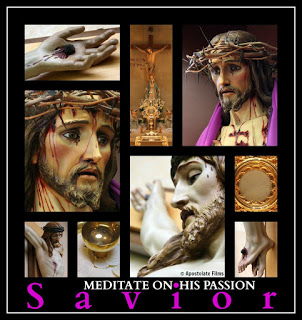 © Apostolate Films
MEDITATE ON HIS PASSION
Savior